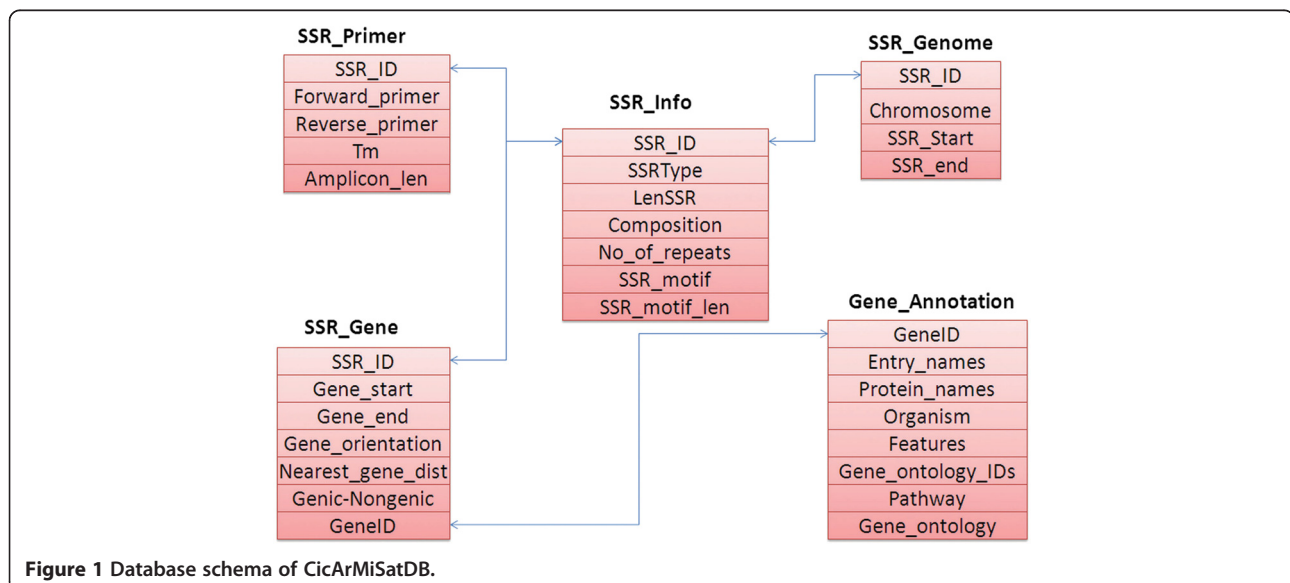 SSR_Primer
SSR_ID
Forward_primer
Reverse_primer
Tm
Amplicon_len
SSR_Info
SSR_ID
SSRType
LenSSR
Composition
No_of_repeats
SSR_motif
SSR_motif_len
SSR_Genome
SSR_ID
Chromosome
SSR_Start
SSR_end
SSR_Gene
SSR_ID
Gene_start
Gene_end
Gene_orientation
Nearest_gene_dist
Genic-Nongenic
GeneID
Gene_Annotation
GeneID
Entry_names
Protein_names
Organism
Features
Gene_ontology_IDs
Pathway
Gene_ontology
Figure 1 Database schema of CicArMiSatDB.